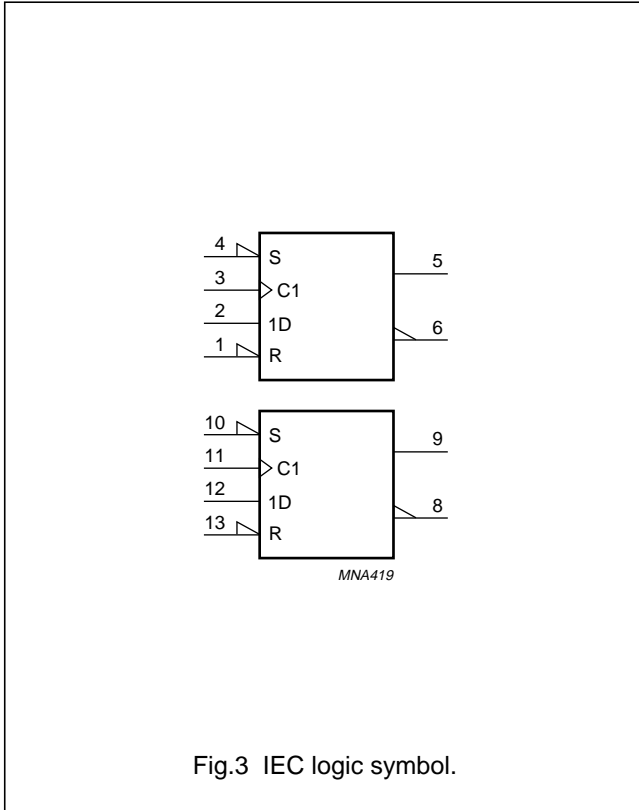 4 S
3 C1 5
2 1D
1 R 6
10 S
11 C1 9
12 1D
13 R 8
MNA419
Fig.3 IEC logic symbol.